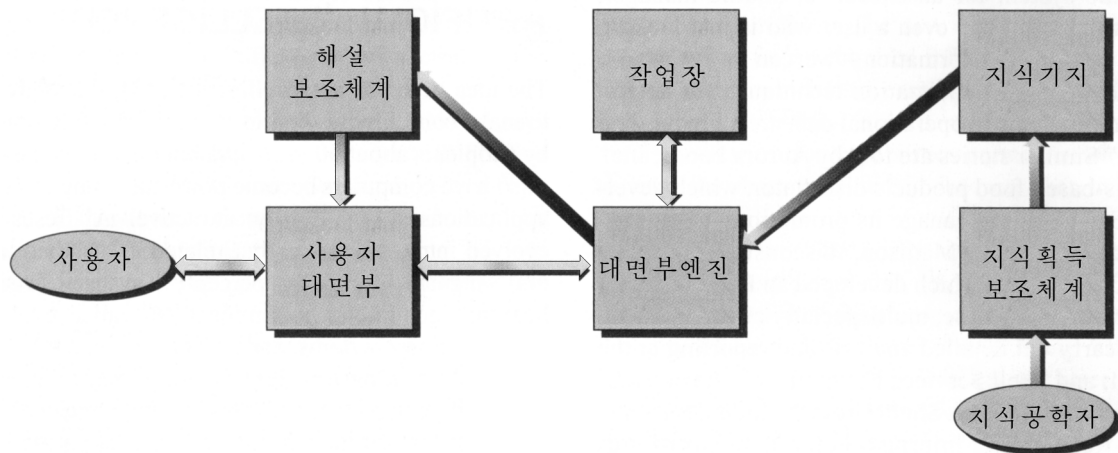 해설
보조체계
작업장
지식기지
사용자
사용자
대면부
대면부엔진
지식획득
보조체계
지식공학자